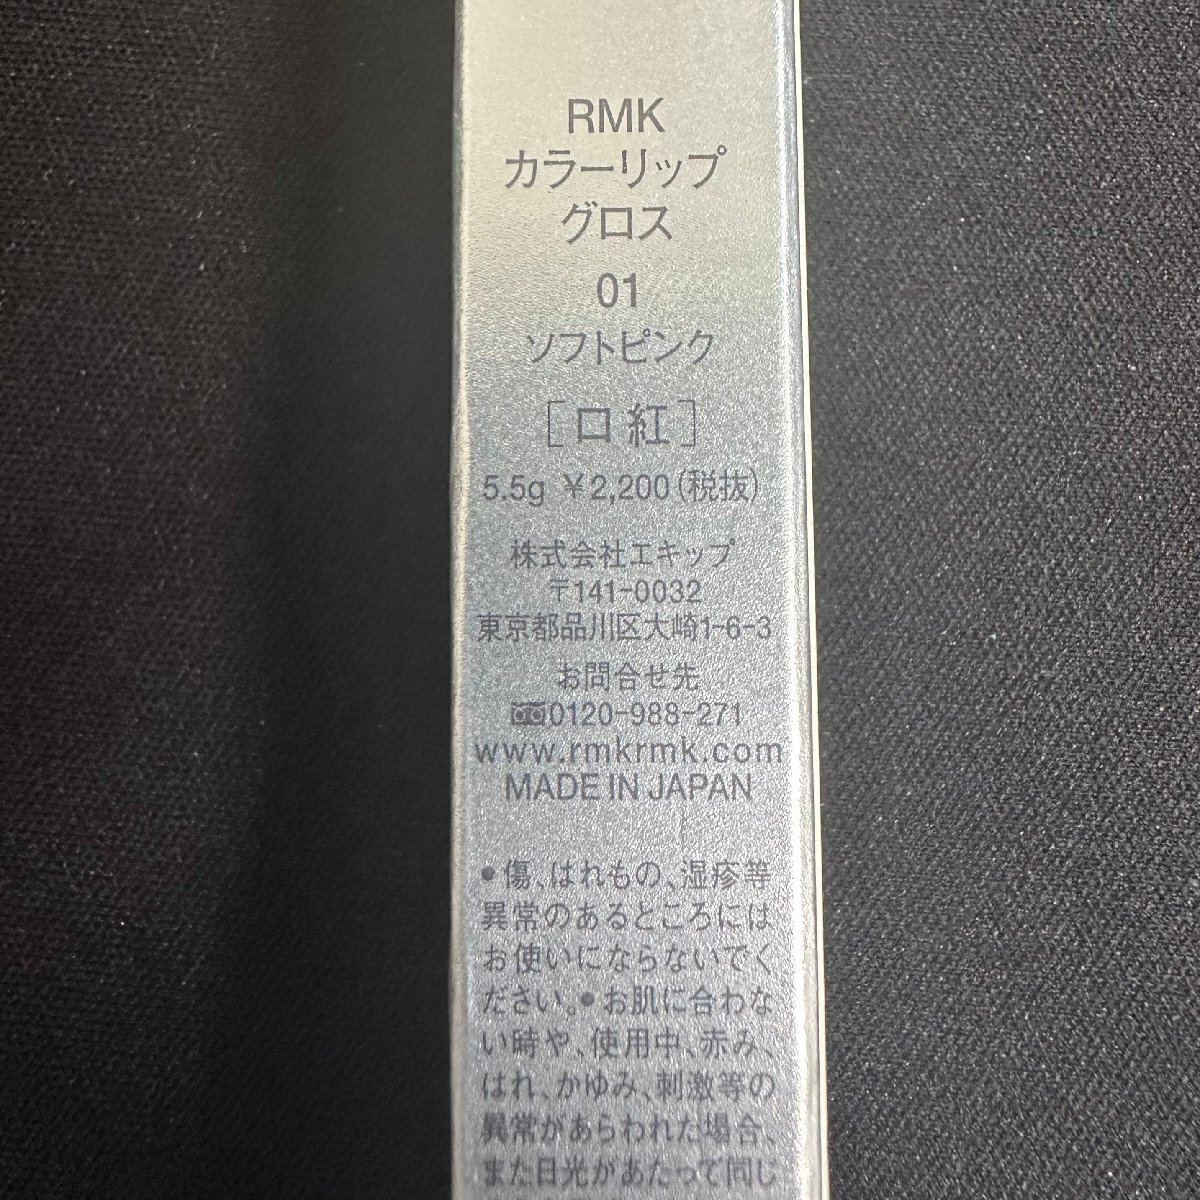 RMK
カラーリップ
グロス
01
ソフトピンク
［口紅］
5.5g ￥2,200(税抜)
株式会社エキップ
〒141-0032
東京都品川区大崎1-6-3
お問合せ先
0120-988-271
www.rmkrmk.com
MADE IN JAPAN
●傷、はれもの、湿疹等
異常のあるところには
お使いにならないでく
ださい。●お肌に合わな
い時や、使用中、赤み、
はれ、かゆみ、刺激等の
異常があらわれた場合、
また日光があたって同じ